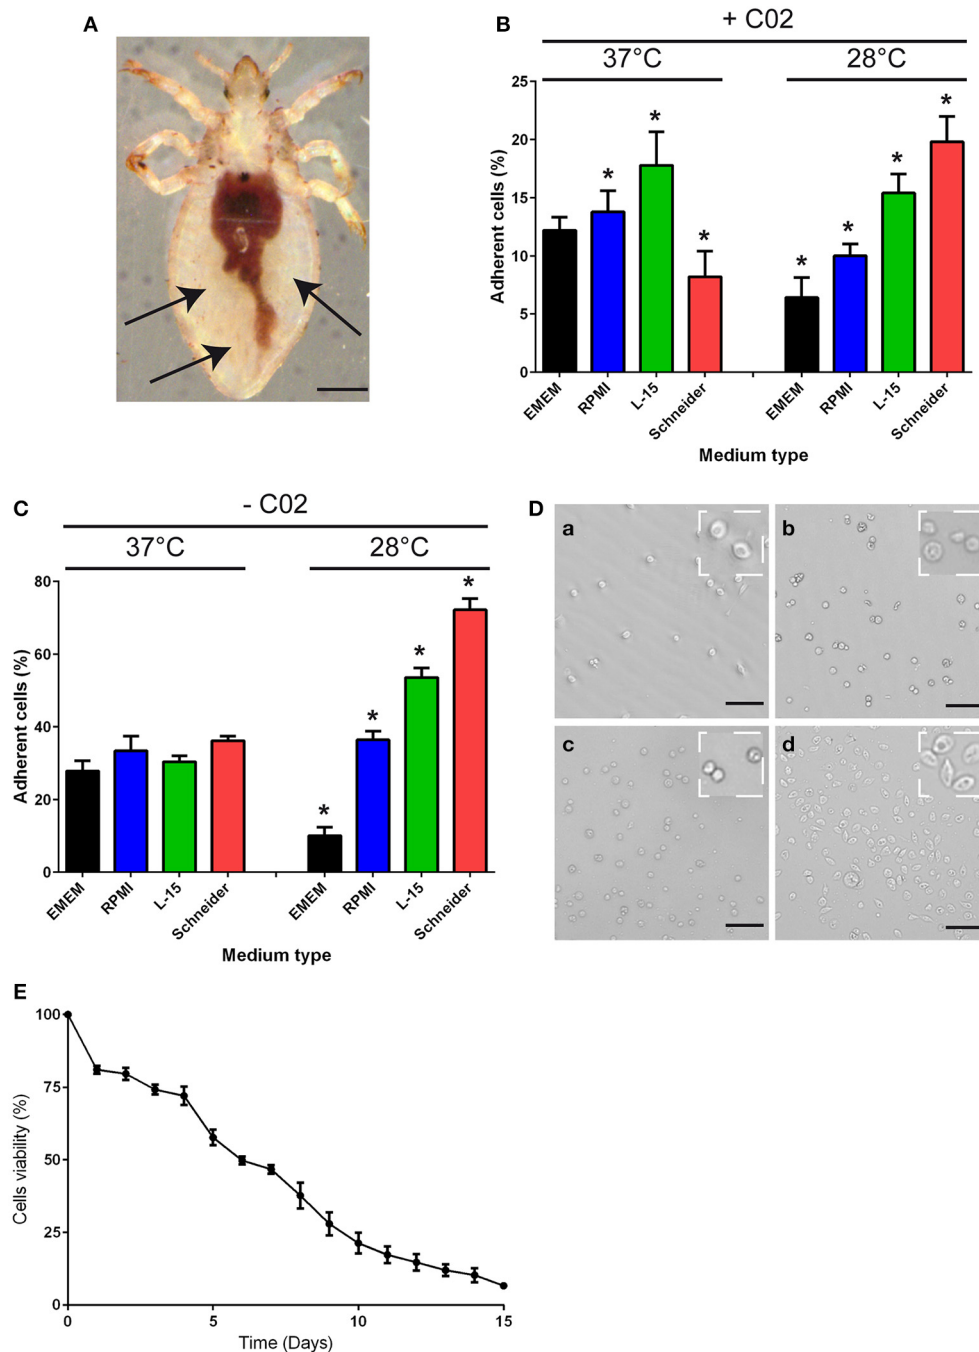 A
B
+ C02
37°C
28°C
Adherent cells (%)
25
20
15
10
5
0
* * * * * * *
EMEM RPMI L-15 Schneider EMEM RPMI L-15 Schneider
Medium type
C
- C02
37°C
28°C
Adherent cells (%)
80
60
40
20
0
* * * *
EMEM RPMI L-15 Schneider EMEM RPMI L-15 Schneider
Medium type
D
a
b
c
d
E
Cells viability (%)
100
75
50
25
0
0 5 10 15
Time (Days)